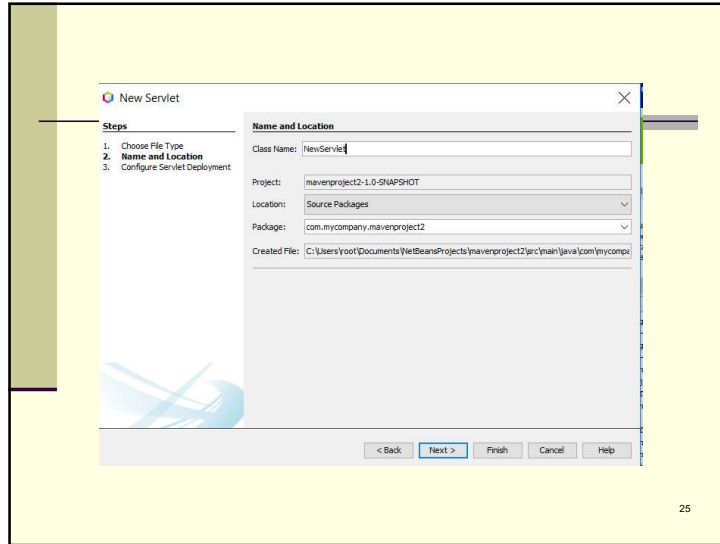 New Servlet
Steps
1. Choose File Type
2. Name and Location
3. Configure Servlet Deployment
Name and Location
Class Name: NewServlet
Project: mavenproject2-1.0-SNAPSHOT
Location: Source Packages
Package: com.mycompany.mavenproject2
Created File: C:\Users\root\Documents\NetBeansProjects\mavenproject2\src\main\java\com\mycompa
< Back Next > Finish Cancel Help
25